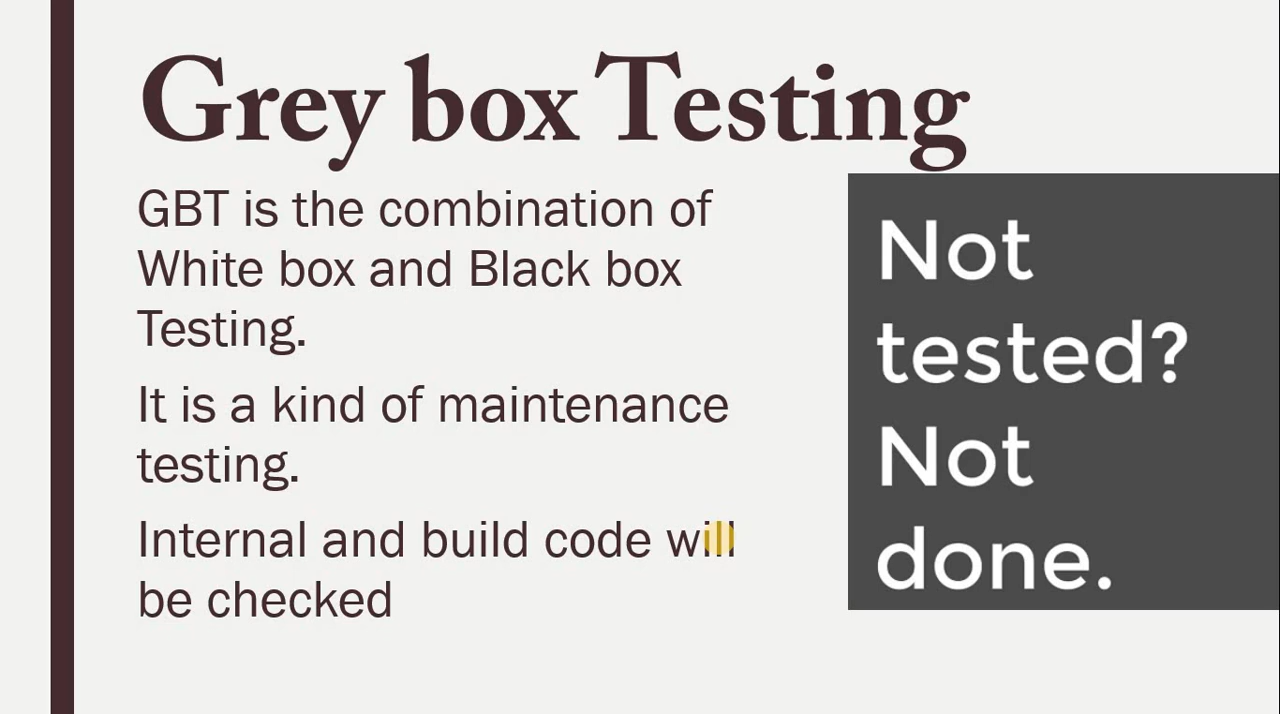 Grey box Testing
GBT is the combination of
White box and Black box
Testing.
It is a kind of maintenance
testing.
Internal and build code will
be checked
Not
tested?
Not
done.